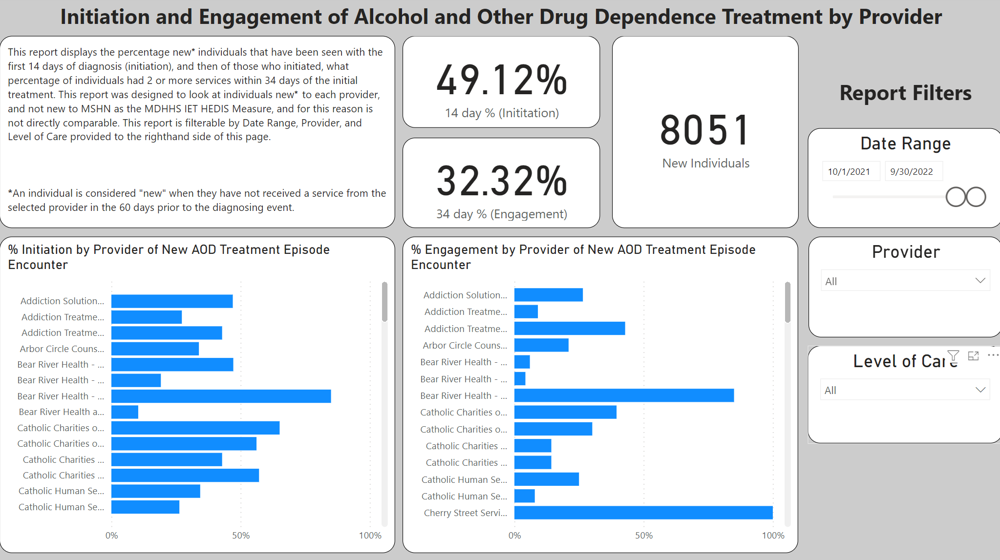 Initiation and Engagement of Alcohol and Other Drug Dependence Treatment by Provider
This report displays the percentage new* individuals that have been seen with the
first 14 days of diagnosis (initiation), and then of those who initiated, what
percentage of individuals had 2 or more services within 34 days of the initial
treatment. This report was designed to look at individuals new* to each provider,
and not new to MSHN as the MDHHS IET HEDIS Measure, and for this reason is
not directly comparable. This report is filterable by Date Range, Provider, and
Level of Care provided to the righthand side of this page.
*An individual is considered "new" when they have not received a service from the
selected provider in the 60 days prior to the diagnosing event.
49.12%
14 day % (Inititation)
32.32%
34 day % (Engagement)
8051
New Individuals
Report Filters
Date Range
10/1/2021 9/30/2022
Provider
All
Level of Care
All
% Initiation by Provider of New AOD Treatment Episode
Encounter
Addiction Solution...
Addiction Treatme...
Addiction Treatme...
Arbor Circle Couns...
Bear River Health - ...
Bear River Health - ...
Bear River Health - ...
Bear River Health a...
Catholic Charities o...
Catholic Charities o...
Catholic Charities ...
Catholic Charities ...
Catholic Human Se...
Catholic Human Se...
0% 50% 100%
% Engagement by Provider of New AOD Treatment Episode
Encounter
Addiction Solution...
Addiction Treatme...
Addiction Treatme...
Arbor Circle Couns...
Bear River Health - ...
Bear River Health - ...
Bear River Health - ...
Catholic Charities o...
Catholic Charities o...
Catholic Charities ...
Catholic Charities ...
Catholic Human Se...
Catholic Human Se...
Cherry Street Servi...
0% 50% 100%